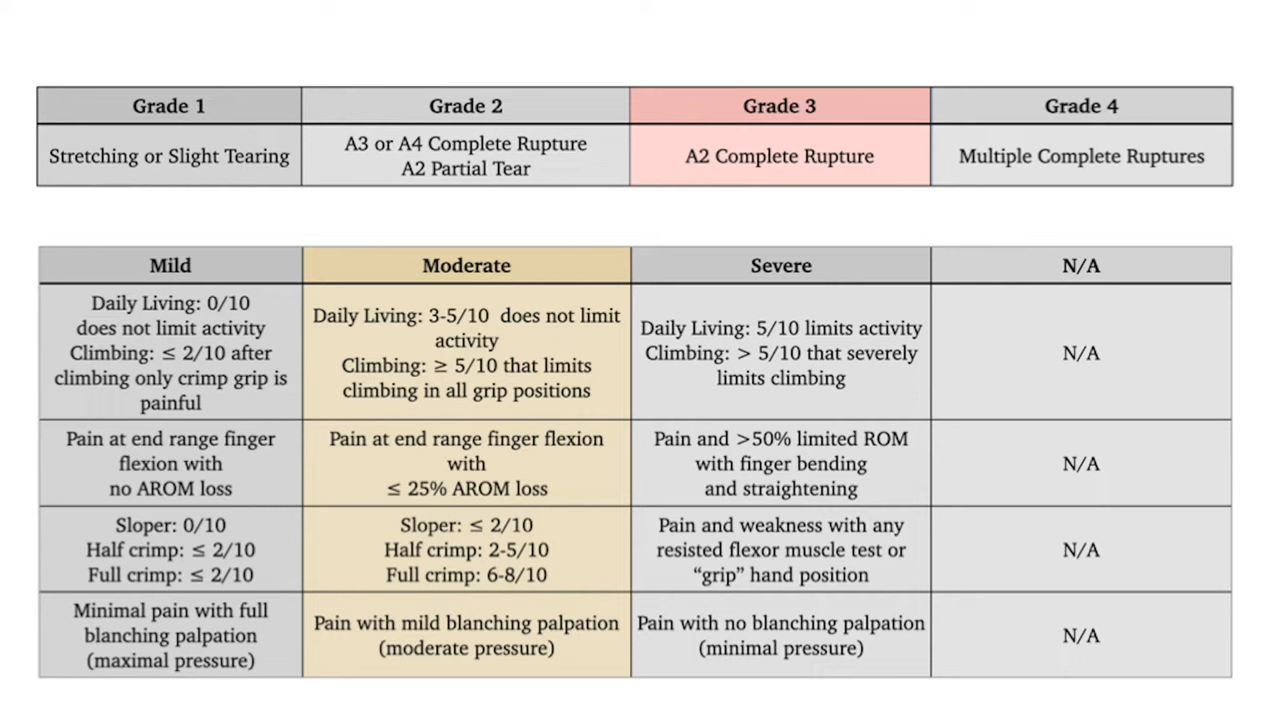 Grade 1
Grade 2
Grade 3
Grade 4
Stretching or Slight Tearing
A3 or A4 Complete Rupture
A2 Partial Tear
A2 Complete Rupture
Multiple Complete Ruptures
Mild
Moderate
Severe
N/A
Daily Living: 0/10
does not limit activity
Climbing: ≤ 2/10 after
climbing only crimp grip is
painful
Daily Living: 3-5/10 does not limit
activity
Climbing: ≥ 5/10 that limits
climbing in all grip positions
Daily Living: 5/10 limits activity
Climbing: > 5/10 that severely
limits climbing
N/A
Pain at end range finger
flexion with
no AROM loss
Pain at end range finger flexion
with
≤ 25% AROM loss
Pain and >50% limited ROM
with finger bending
and straightening
N/A
Sloper: 0/10
Half crimp: ≤ 2/10
Full crimp: ≤ 2/10
Sloper: ≤ 2/10
Half crimp: 2-5/10
Full crimp: 6-8/10
Pain and weakness with any
resisted flexor muscle test or
“grip” hand position
N/A
Minimal pain with full
blanching palpation
(maximal pressure)
Pain with mild blanching palpation
(moderate pressure)
Pain with no blanching palpation
(minimal pressure)
N/A